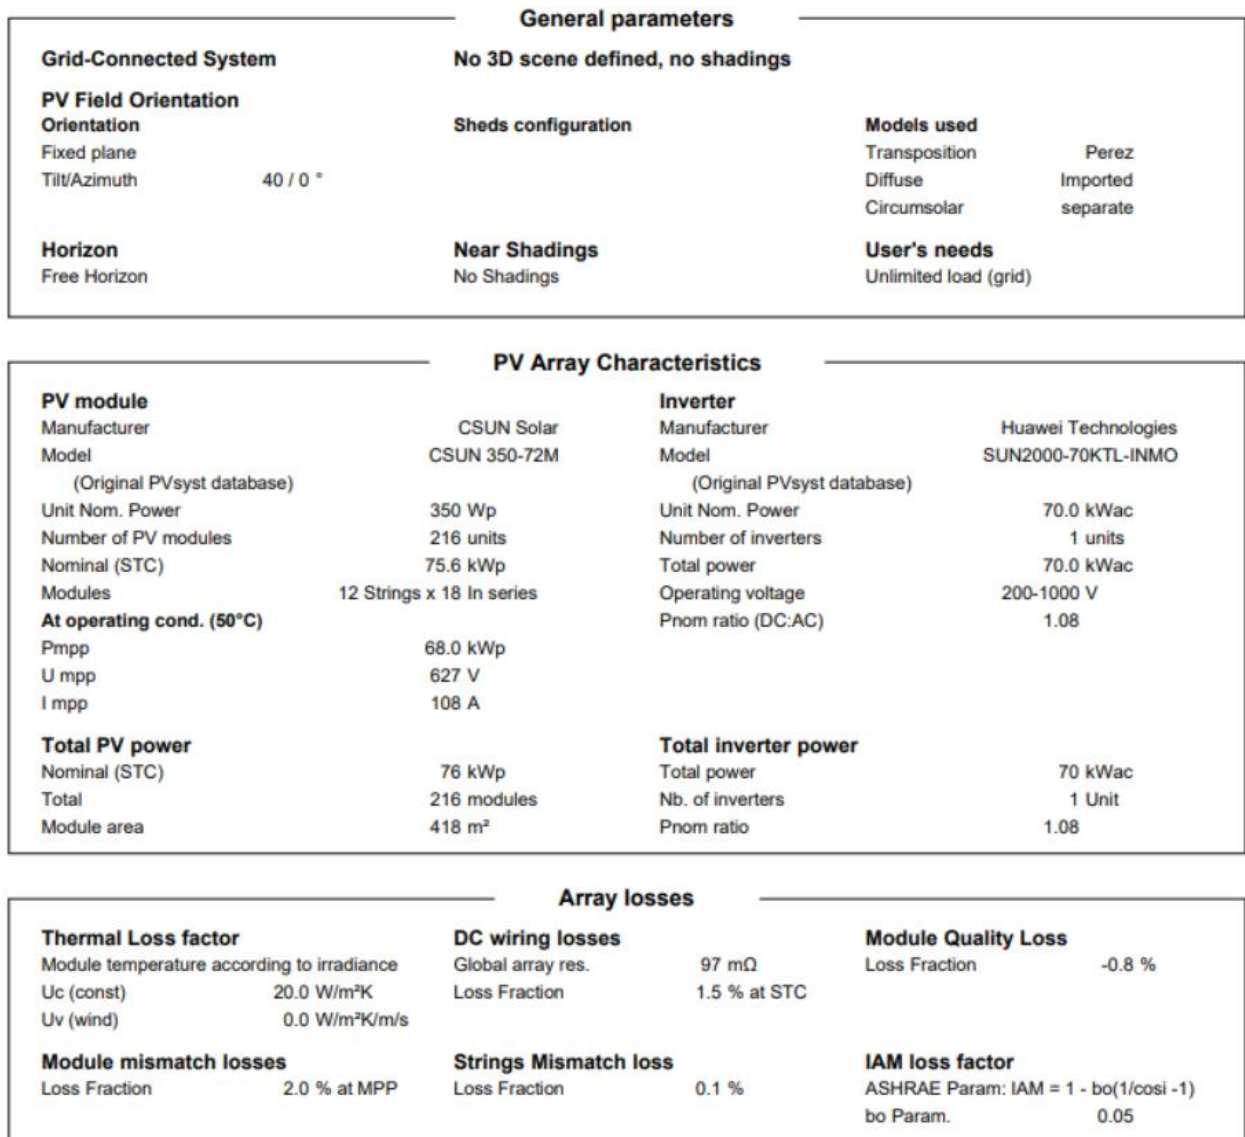 General parameters
Grid-Connected System No 3D scene defined, no shadings
PV Field Orientation
Orientation Sheds configuration Models used
Fixed plane Transposition Perez
Tilt/Azimuth 40 / 0 ° Diffuse Imported
Circumsolar separate
Horizon Near Shadings User's needs
Free Horizon No Shadings Unlimited load (grid)
PV Array Characteristics
PV module Inverter
Manufacturer CSUN Solar Manufacturer Huawei Technologies
Model CSUN 350-72M Model SUN2000-70KTL-INMO
(Original PVsyst database) (Original PVsyst database)
Unit Nom. Power 350 Wp Unit Nom. Power 70.0 kWac
Number of PV modules 216 units Number of inverters 1 units
Nominal (STC) 75.6 kWp Total power 70.0 kWac
Modules 12 Strings x 18 In series Operating voltage 200-1000 V
At operating cond. (50°C) Pnom ratio (DC:AC) 1.08
Pmpp 68.0 kWp
U mpp 627 V
I mpp 108 A
Total PV power Total inverter power
Nominal (STC) 76 kWp Total power 70 kWac
Total 216 modules Nb. of inverters 1 Unit
Module area 418 m² Pnom ratio 1.08
Array losses
Thermal Loss factor DC wiring losses Module Quality Loss
Module temperature according to irradiance Global array res. 97 mΩ Loss Fraction -0.8 %
Uc (const) 20.0 W/m²K Loss Fraction 1.5 % at STC
Uv (wind) 0.0 W/m²K/m/s
Module mismatch losses Strings Mismatch loss IAM loss factor
Loss Fraction 2.0 % at MPP Loss Fraction 0.1 % ASHRAE Param: IAM = 1 - bo(1/cosi -1)
bo Param. 0.05